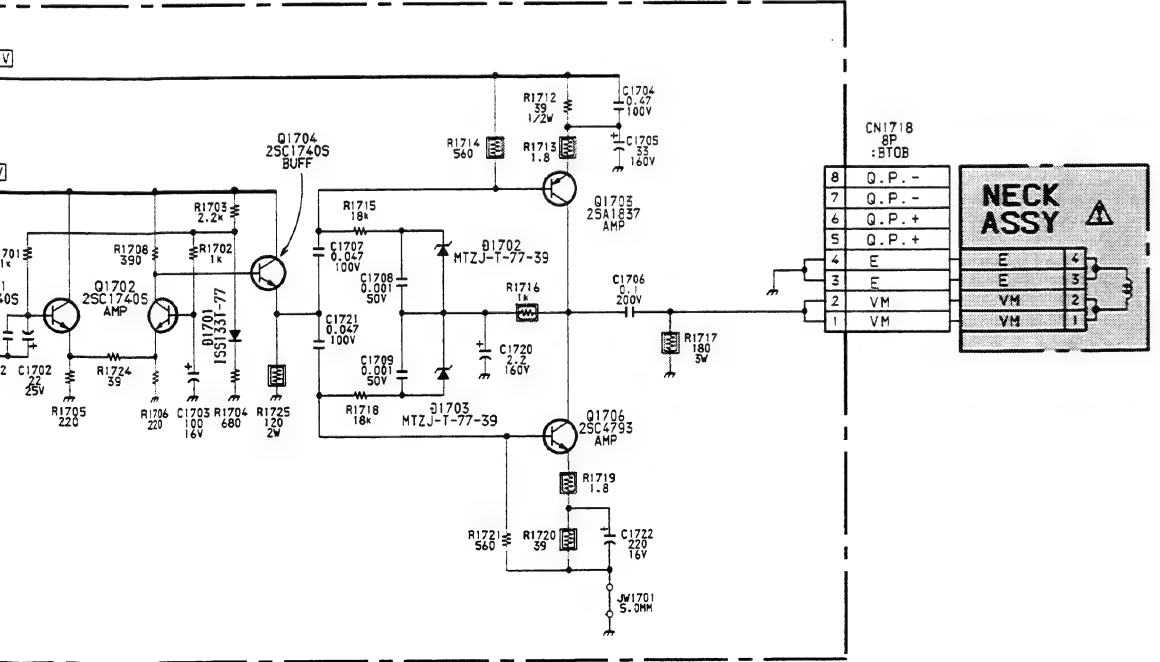 V
R1712
39
1/2W
C1704
0.47
100V
CN1718
8P
:BTOB
Q1704
2SC1740S
BUFF
R1714
560
R1713
1.8
C1705
33
160V
8 Q.P.-
7 Q.P.-
6 Q.P.+
5 Q.P.+
4 E
3 E
2 VM
1 VM
NECK
ASSY
E 4
E 3
VM 2
VM 1
Q1703
2SA1837
AMP
R1703
2.2k
R1715
18k
R1708
390
R1702
1k
C1707
0.047
100V
D1702
MTZJ-T-77-39
C1708
0.001
50V
701
1k
40S
Q1702
2SC1740S
AMP
D1701
1SS133T-77
R1716
1k
C1706
0.1
200V
C1721
0.047
100V
C1720
2.2
160V
R1717
180
3W
C1709
0.001
50V
2
C1702
22
25V
R1724
39
R1705
220
R1706
220
C1703
100
16V
R1704
680
R1725
120
2W
R1718
18k
D1703
MTZJ-T-77-39
Q1706
2SC4793
AMP
R1719
1.8
R1721
560
R1720
39
C1722
220
16V
JW1701
5.0MM